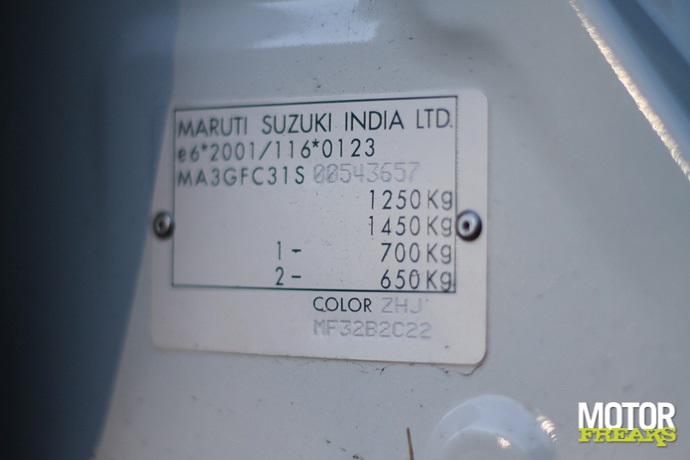 MARUTI SUZUKI INDIA LTD.
e6*2001/116*0123
MA3GFC31S 00543657
1250Kg
1450Kg
1- 700Kg
2- 650Kg
COLOR ZHJ
MF32B2C22
MOTOR
FREAKS